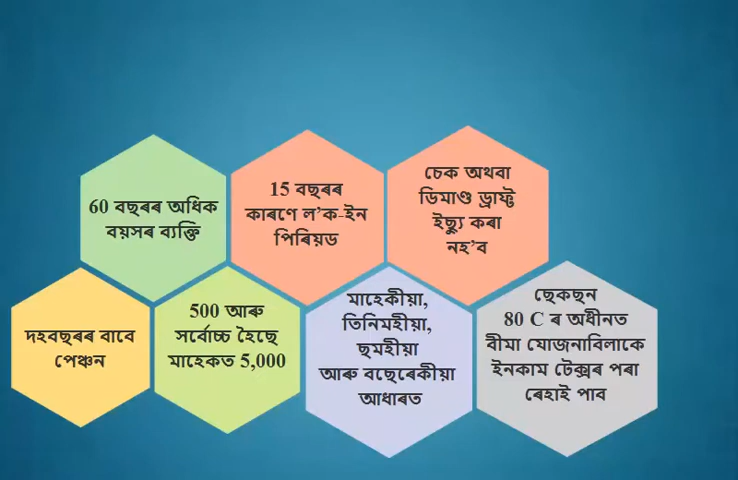 60 বছৰৰ অধিক
বয়সৰ ব্যক্তি
15 বছৰৰ
কাৰণে ল’ক-ইন
পিৰিয়ড
চেক অথবা
ডিমাণ্ড ড্ৰাফ্ট
ইছ্যু কৰা
নহ’ব
দহবছৰৰ বাবে
পেঞ্চন
500 আৰু
সৰ্বোচ্চ হৈছে
মাহেকত 5,000
মাহেকীয়া,
তিনিমহীয়া,
ছমহীয়া
আৰু বছেৰেকীয়া
আধাৰত
ছেকছন
80 C ৰ অধীনত
বীমা যোজনাবিলাকে
ইনকাম টেক্সৰ পৰা
ৰেহাই পাব